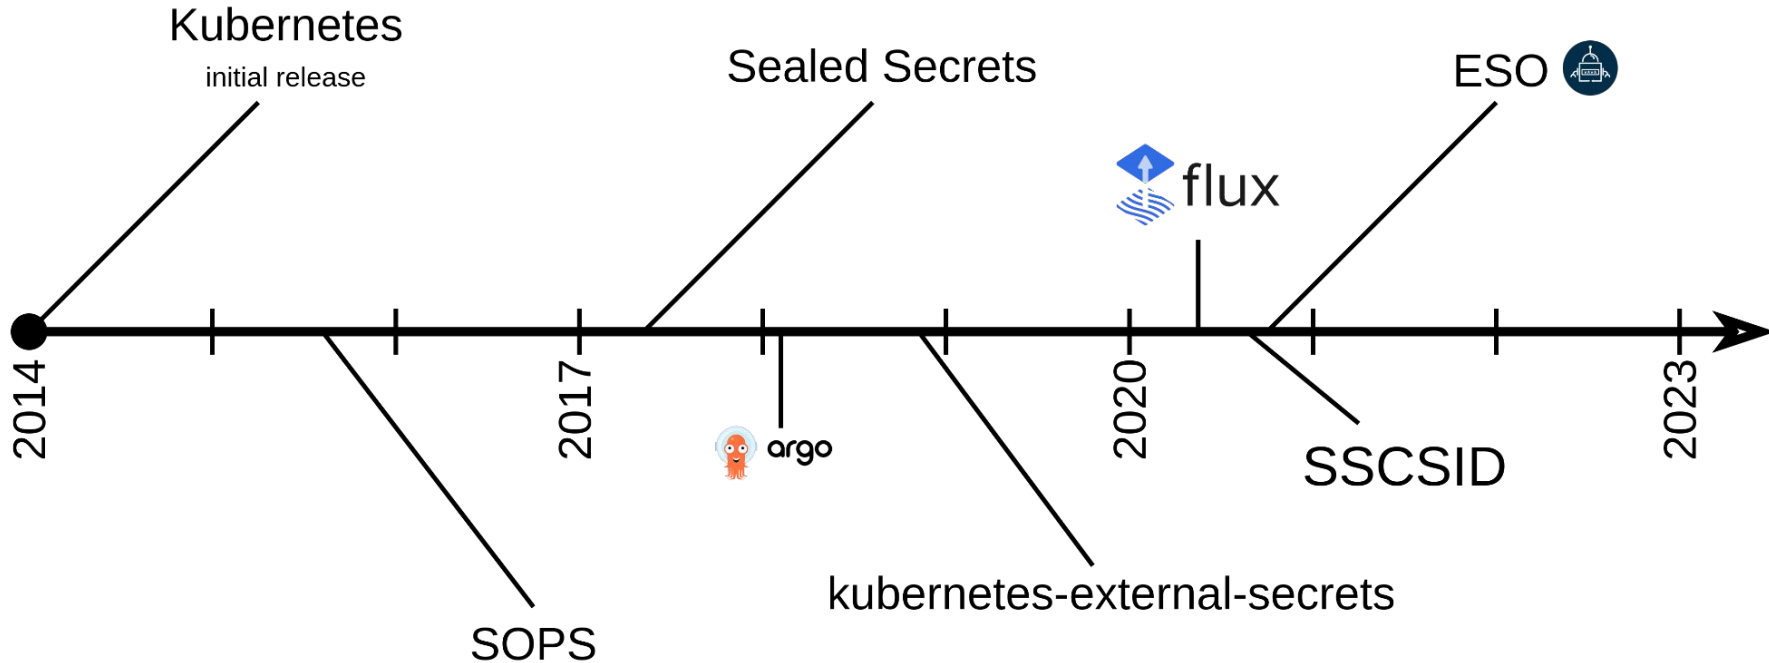 Kubernetes
initial release
Sealed Secrets
ESO
flux
2014
2017
2020
2023
argo
SSCSID
kubernetes-external-secrets
SOPS